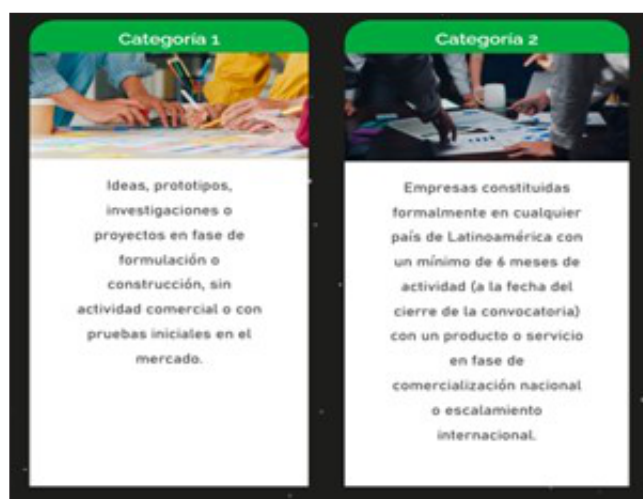 Categoría 1
Ideas, prototipos,
investigaciones o
proyectos en fase de
formulación o
construcción, sin
actividad comercial o con
pruebas iniciales en el
mercado.
Categoría 2
Empresas constituidas
formalmente en cualquier
país de Latinoamérica con
un mínimo de 6 meses de
actividad (a la fecha del
cierre de la convocatoria)
con un producto o servicio
en fase de
comercialización nacional
o escalamiento
internacional.